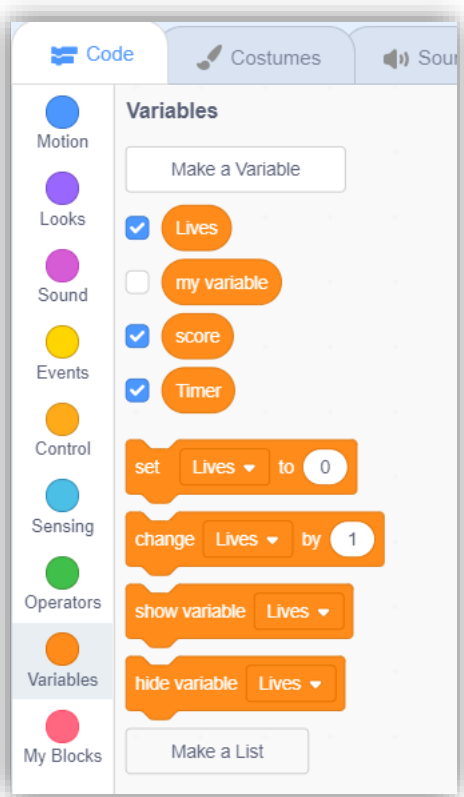 Code
Costumes
Soun
Motion
Looks
Sound
Events
Control
Sensing
Operators
Variables
My Blocks
Variables
Make a Variable
Lives
my variable
score
Timer
set Lives to 0
change Lives by 1
show variable Lives
hide variable Lives
Make a List